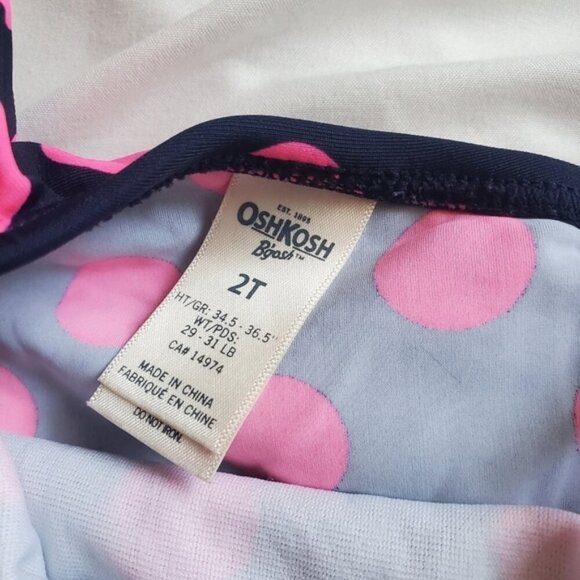 EST. 1895
OSHKOSH
B'gosh™
2T
HT/GR: 34.5 - 36.5"
WT/PDS:
29 - 31 LB
CA# 14974
MADE IN CHINA
FABRIQUÉ EN CHINE
DO NOT IRON.